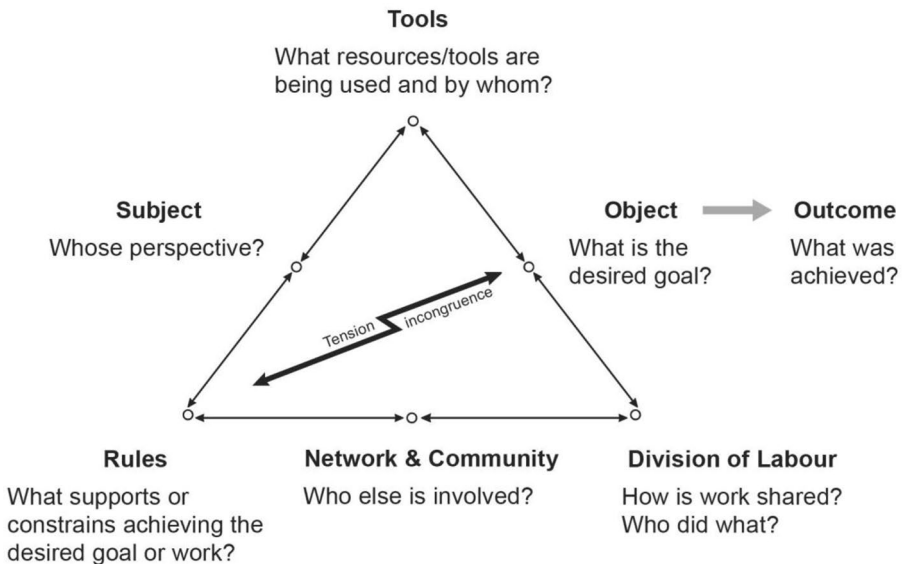 Tools
What resources/tools are
being used and by whom?
Subject
Whose perspective?
Object
What is the
desired goal?
Outcome
What was
achieved?
Tension
incongruence
Rules
What supports or
constrains achieving the
desired goal or work?
Network & Community
Who else is involved?
Division of Labour
How is work shared?
Who did what?